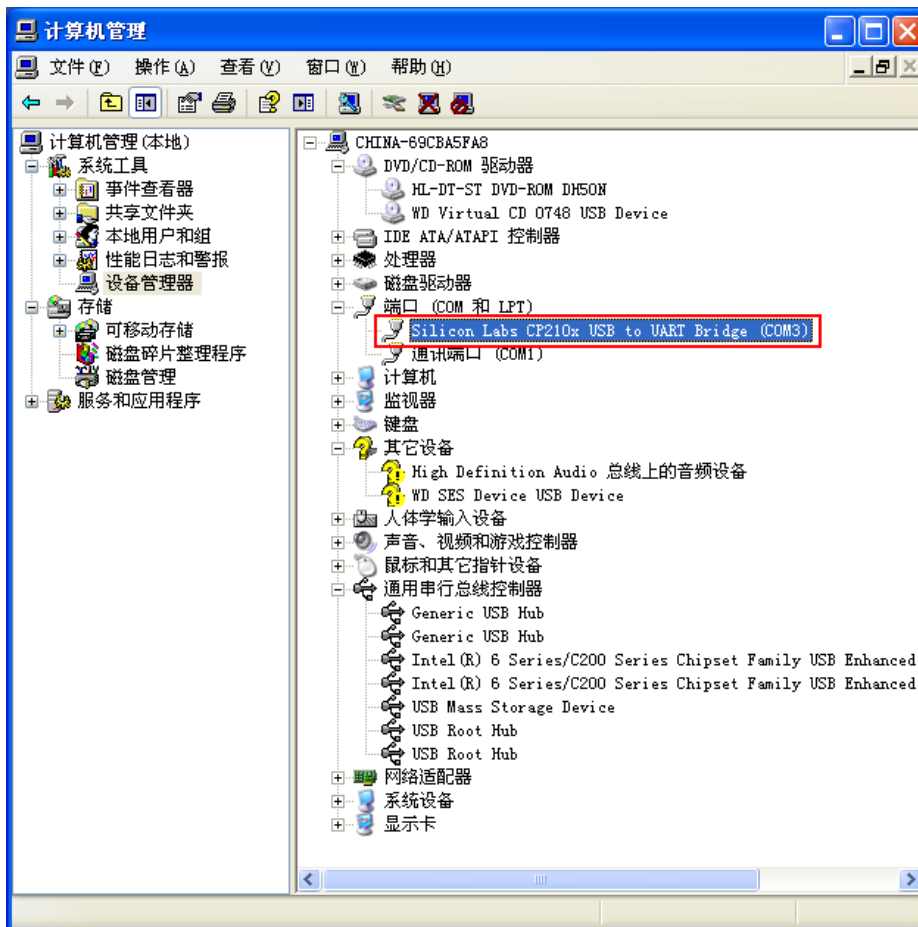 计算机管理
文件(F) 操作(A) 查看(V) 窗口(W) 帮助(H)
计算机管理(本地)
系统工具
事件查看器
共享文件夹
本地用户和组
性能日志和警报
设备管理器
存储
可移动存储
磁盘碎片整理程序
磁盘管理
服务和应用程序
CHINA-69CBA5FA8
DVD/CD-ROM 驱动器
HL-DT-ST DVD-ROM DH50N
WD Virtual CD 0748 USB Device
IDE ATA/ATAPI 控制器
处理器
磁盘驱动器
端口 (COM 和 LPT)
Silicon Labs CP210x USB to UART Bridge (COM3)
通讯端口 (COM1)
计算机
监视器
键盘
其它设备
High Definition Audio 总线上的音频设备
WD SES Device USB Device
人体学输入设备
声音、视频和游戏控制器
鼠标和其它指针设备
通用串行总线控制器
Generic USB Hub
Generic USB Hub
Intel(R) 6 Series/C200 Series Chipset Family USB Enhanced
Intel(R) 6 Series/C200 Series Chipset Family USB Enhanced
USB Mass Storage Device
USB Root Hub
USB Root Hub
网络适配器
系统设备
显示卡